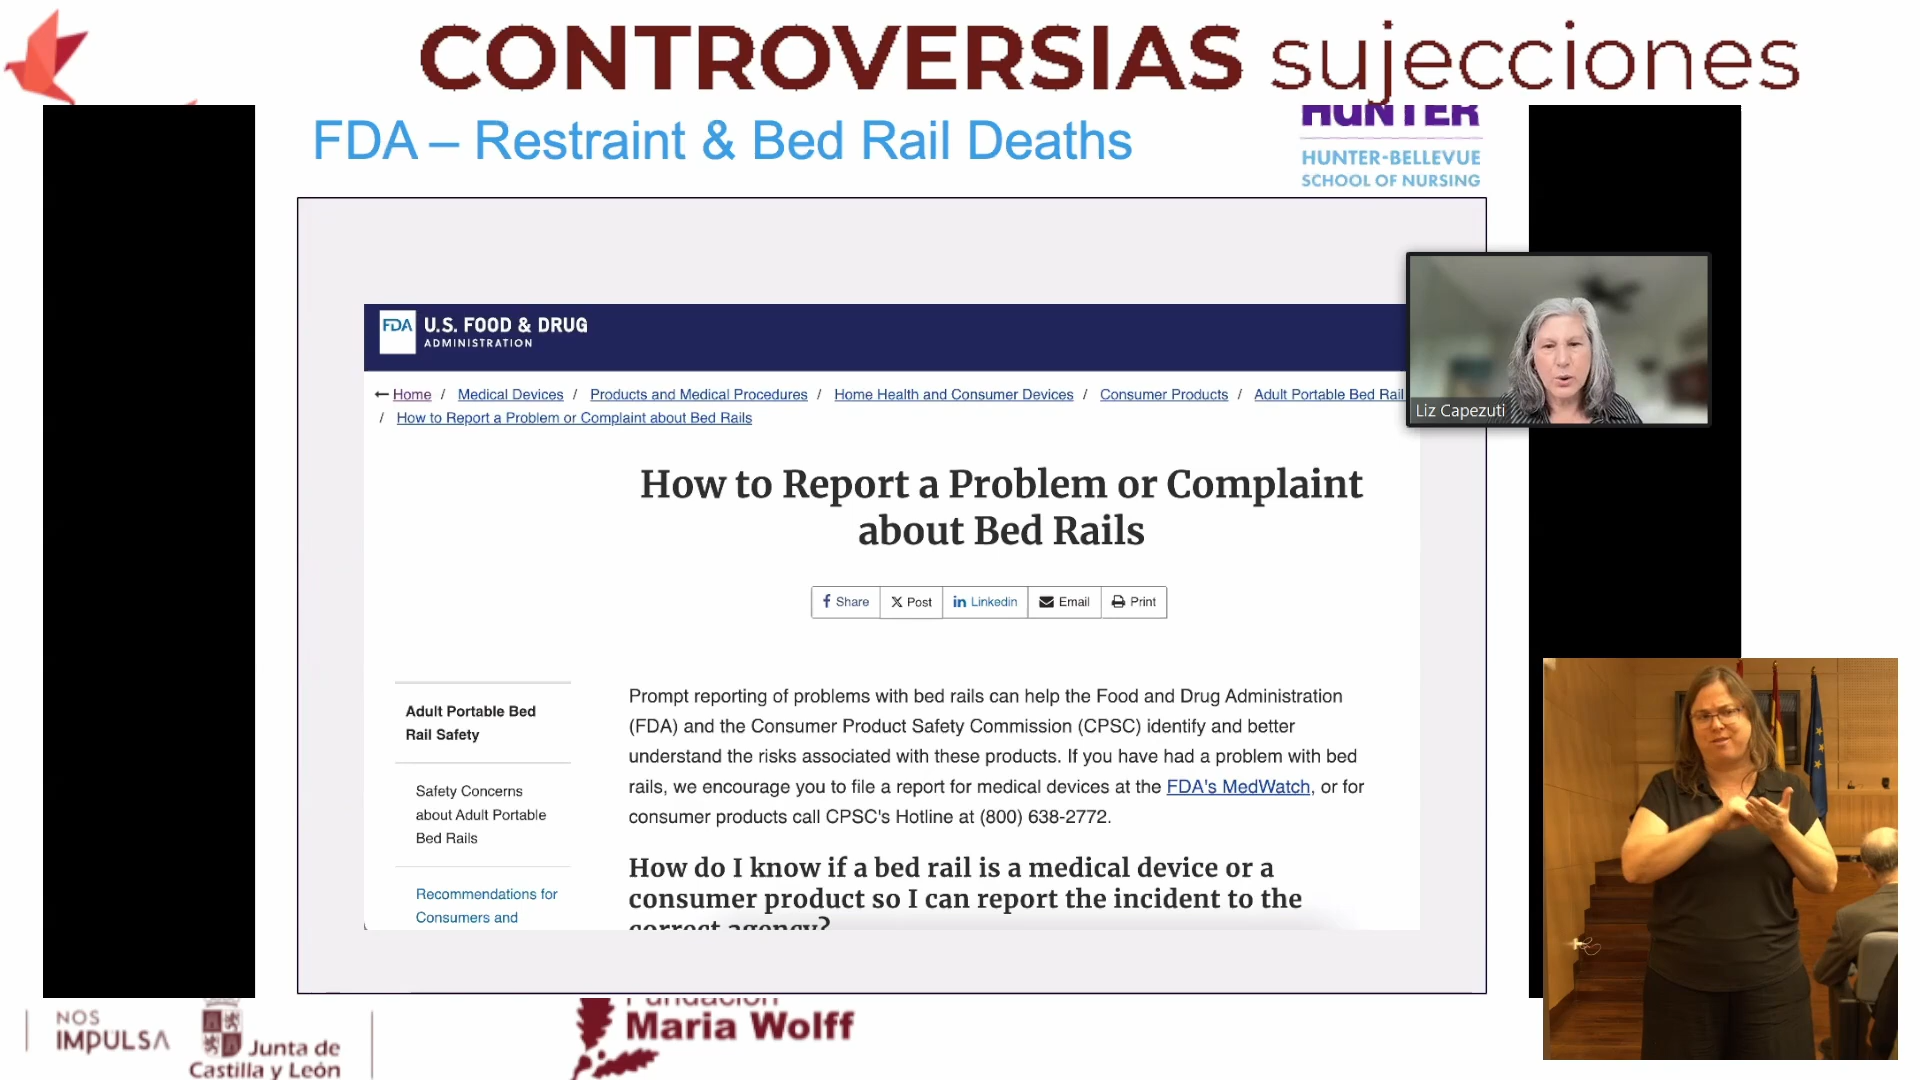 CONTROVERSIAS sujecciones
FDA – Restraint & Bed Rail Deaths
HUNTER
HUNTER-BELLEVUE
SCHOOL OF NURSING
FDA U.S. FOOD & DRUG
ADMINISTRATION
Home / Medical Devices / Products and Medical Procedures / Home Health and Consumer Devices / Consumer Products / Adult Portable Bed Rail
/ How to Report a Problem or Complaint about Bed Rails
Liz Capezuti
How to Report a Problem or Complaint
about Bed Rails
Share Post Linkedin Email Print
Adult Portable Bed
Rail Safety
Safety Concerns
about Adult Portable
Bed Rails
Recommendations for
Consumers and
Prompt reporting of problems with bed rails can help the Food and Drug Administration
(FDA) and the Consumer Product Safety Commission (CPSC) identify and better
understand the risks associated with these products. If you have had a problem with bed
rails, we encourage you to file a report for medical devices at the FDA's MedWatch, or for
consumer products call CPSC's Hotline at (800) 638-2772.
How do I know if a bed rail is a medical device or a
consumer product so I can report the incident to the
correct agency?
NOS
IMPULSA
Junta de
Castilla y León
Fundación
Maria Wolff